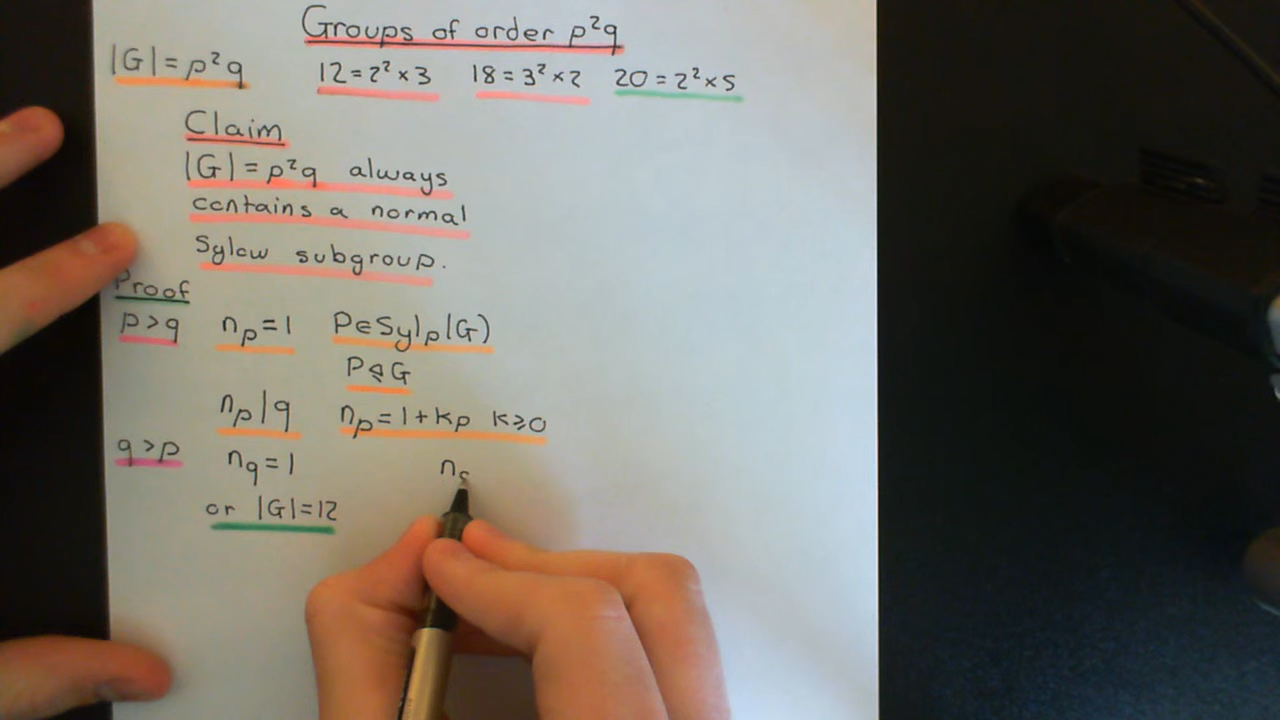 Groups of order p²q
|G| = p²q 12 = 2² × 3 18 = 3² × 2 20 = 2² × 5
Claim
|G| = p²q always
contains a normal
Sylow subgroup.
Proof
p > q n_p = 1 P ∈ Syl_p(G)
P ⊴ G
n_p | q n_p = 1 + kp k ≥ 0
q > p n_q = 1 n
or |G| = 12